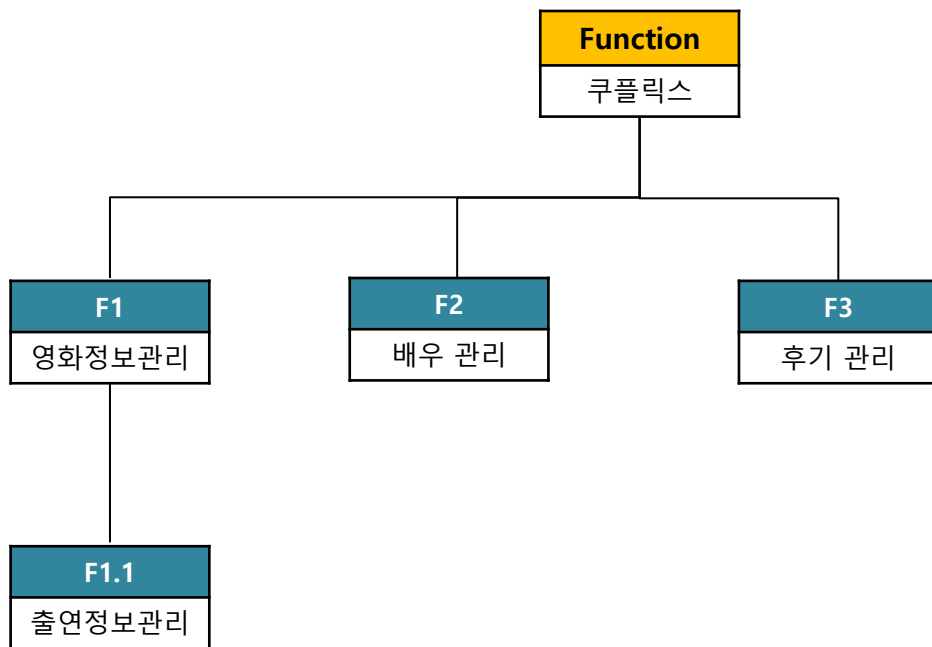 Function
쿠플릭스
F1
영화정보관리
F2
배우 관리
F3
후기 관리
F1.1
출연정보관리